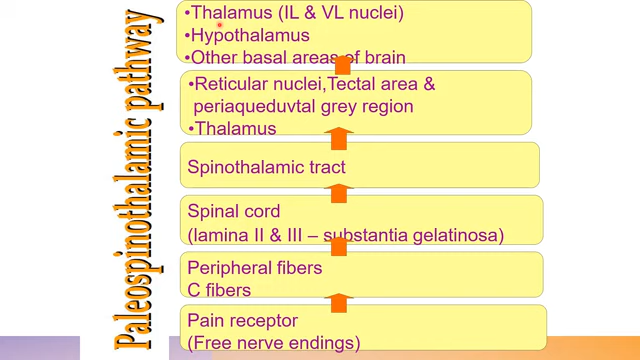 Paleospinothalamic pathway
•Thalamus (IL & VL nuclei)
•Hypothalamus
•Other basal areas of brain
•Reticular nuclei,Tectal area &
periaqueduvtal grey region
•Thalamus
Spinothalamic tract
Spinal cord
(lamina II & III – substantia gelatinosa)
Peripheral fibers
C fibers
Pain receptor
(Free nerve endings)